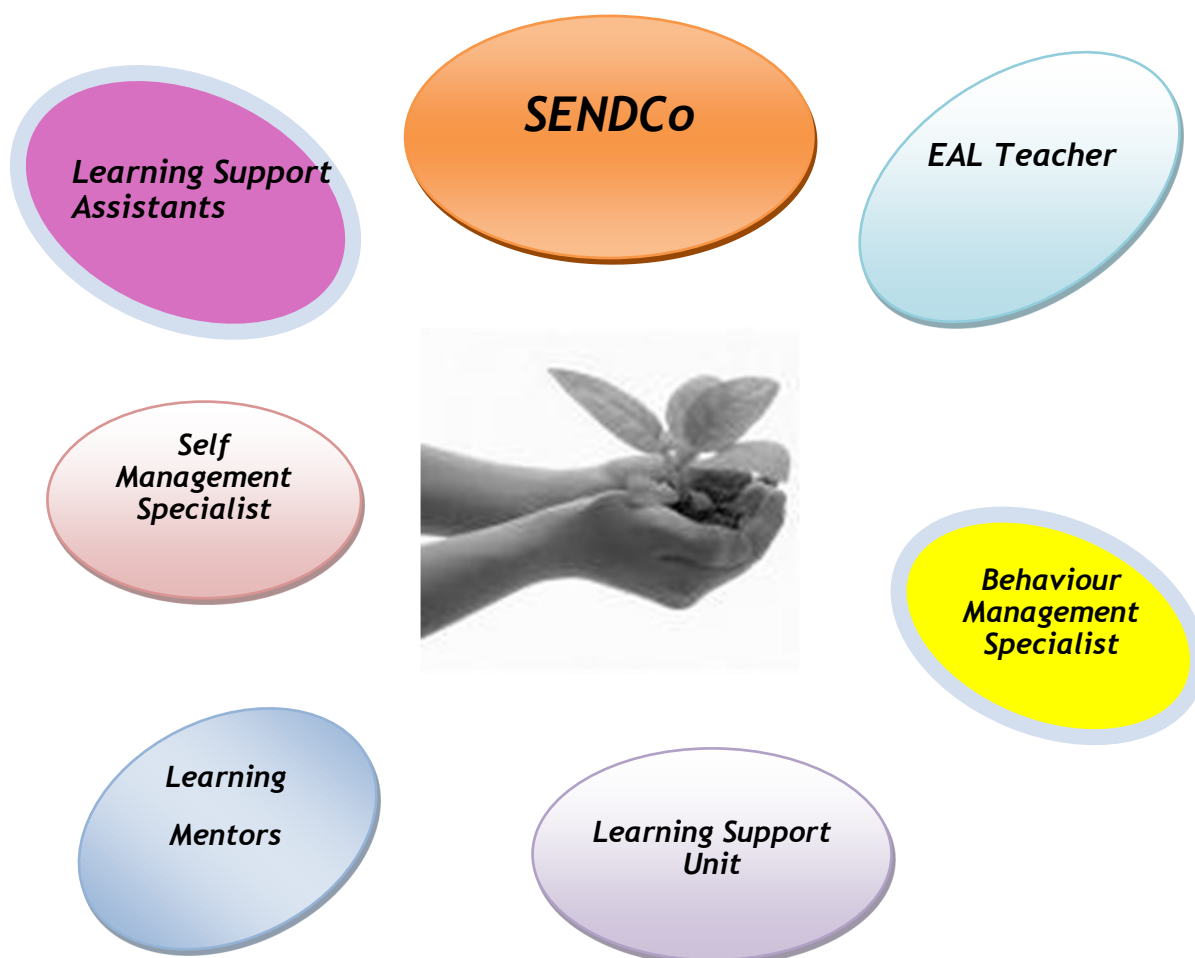 SENDCo
Learning Support
Assistants
EAL Teacher
Self
Management
Specialist
Behaviour
Management
Specialist
Learning
Mentors
Learning Support
Unit